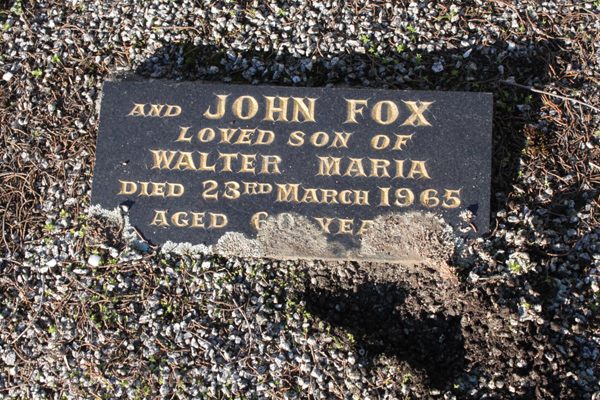 AND JOHN FOX
LOVED SON OF
WALTER MARIA
DIED 23RD MARCH 1965
AGED